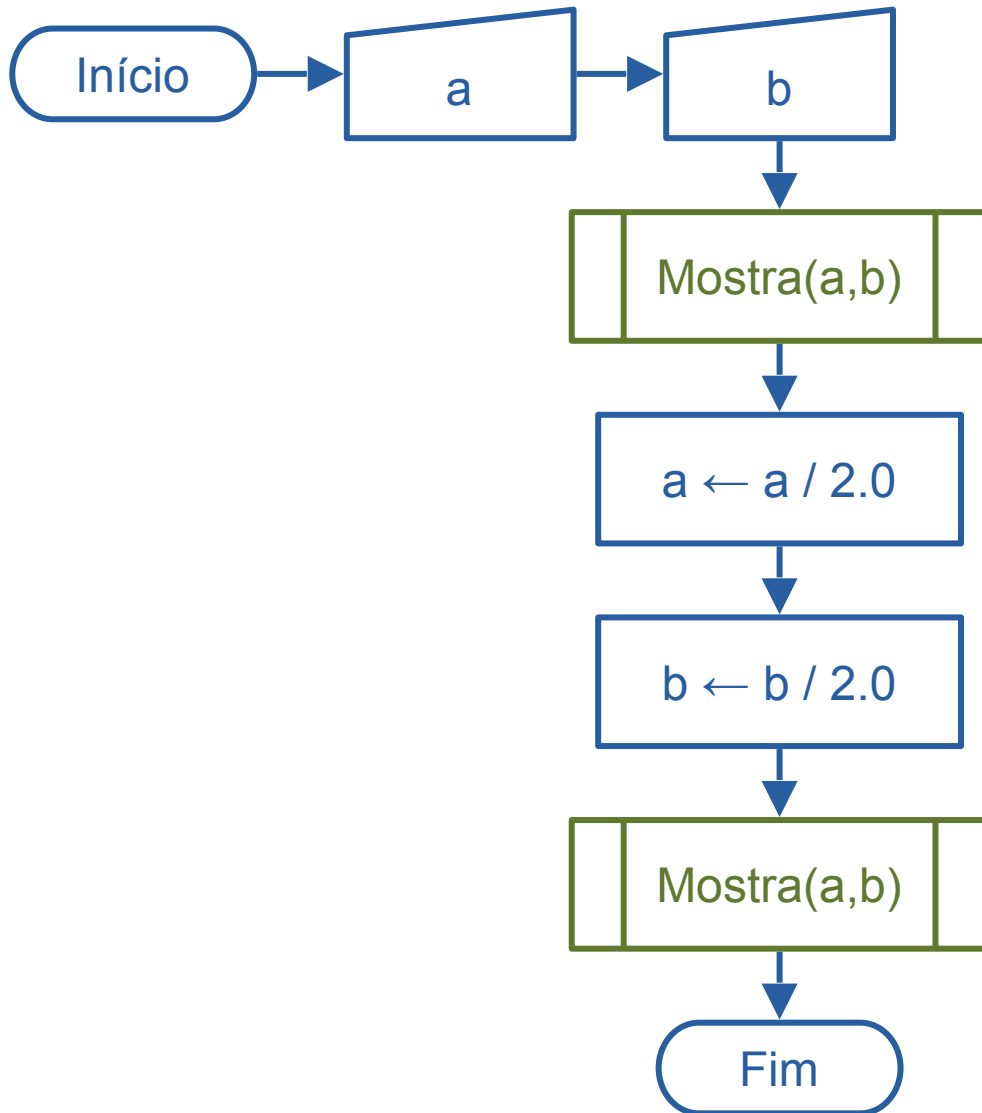 Início
a
b
Mostra(a,b)
a ← a / 2.0
b ← b / 2.0
Mostra(a,b)
Fim